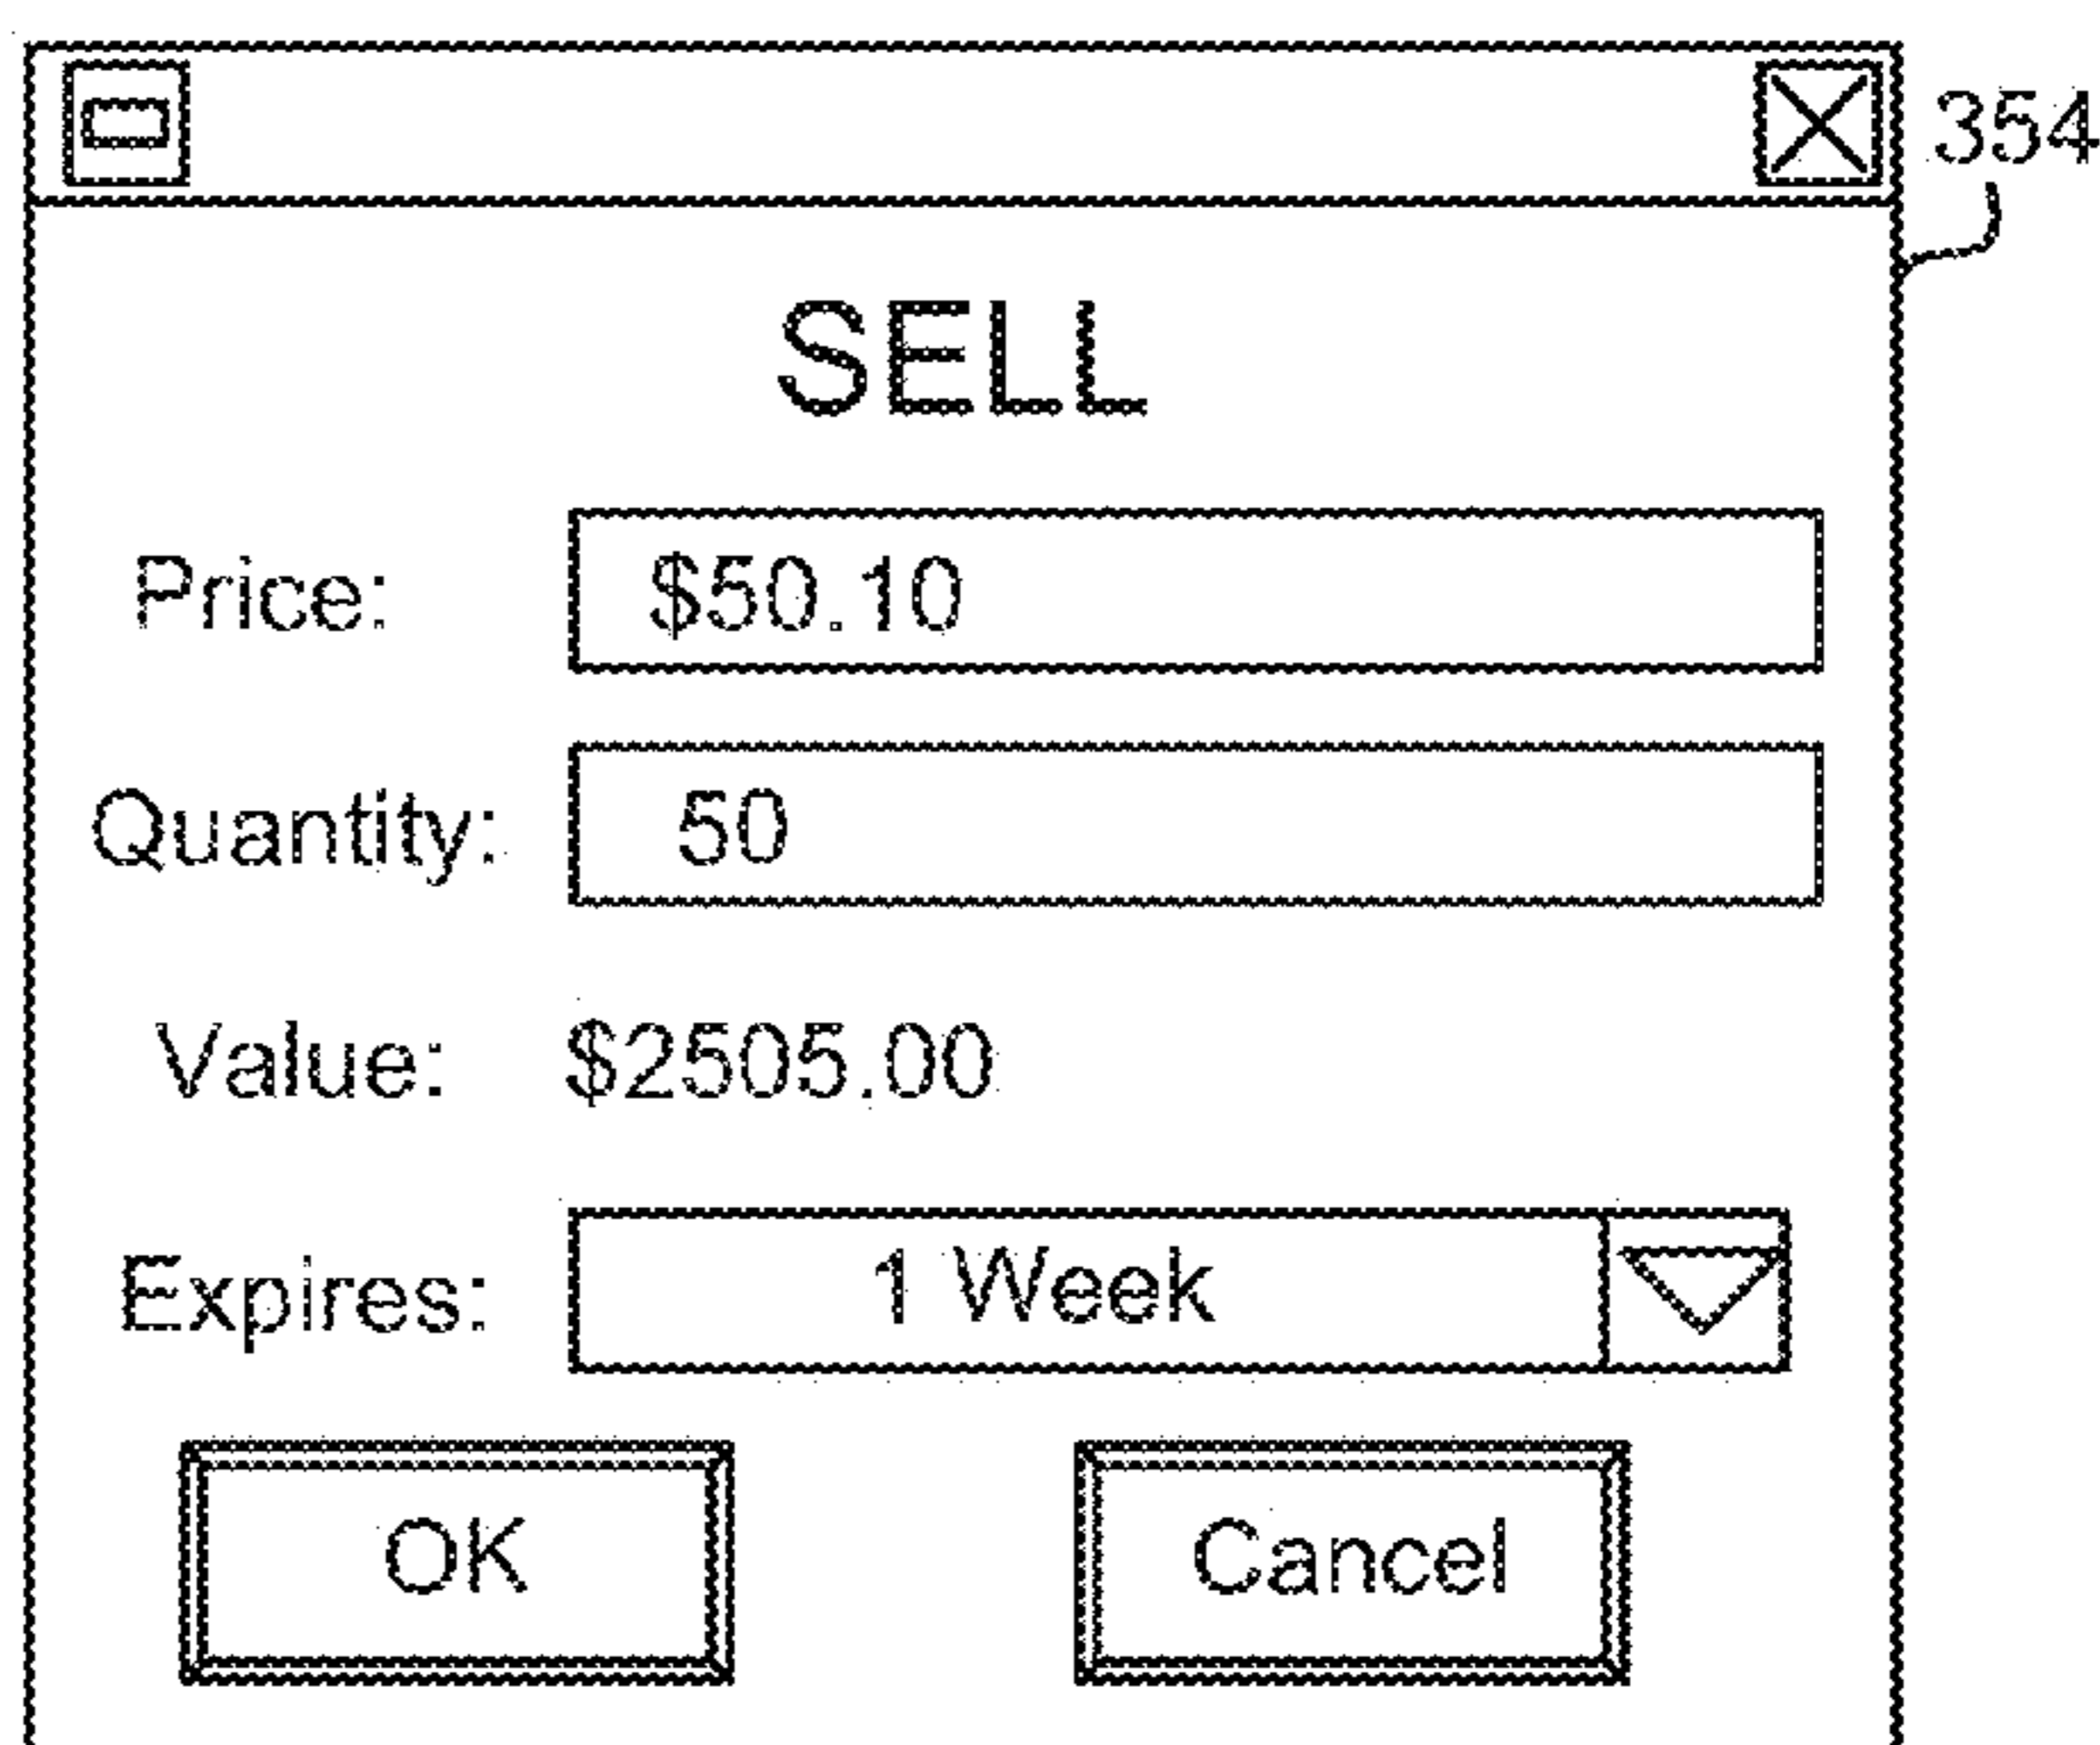 354
SELL
Price: $50.10
Quantity: 50
Value: $2505.00
Expires: 1 Week
OK Cancel